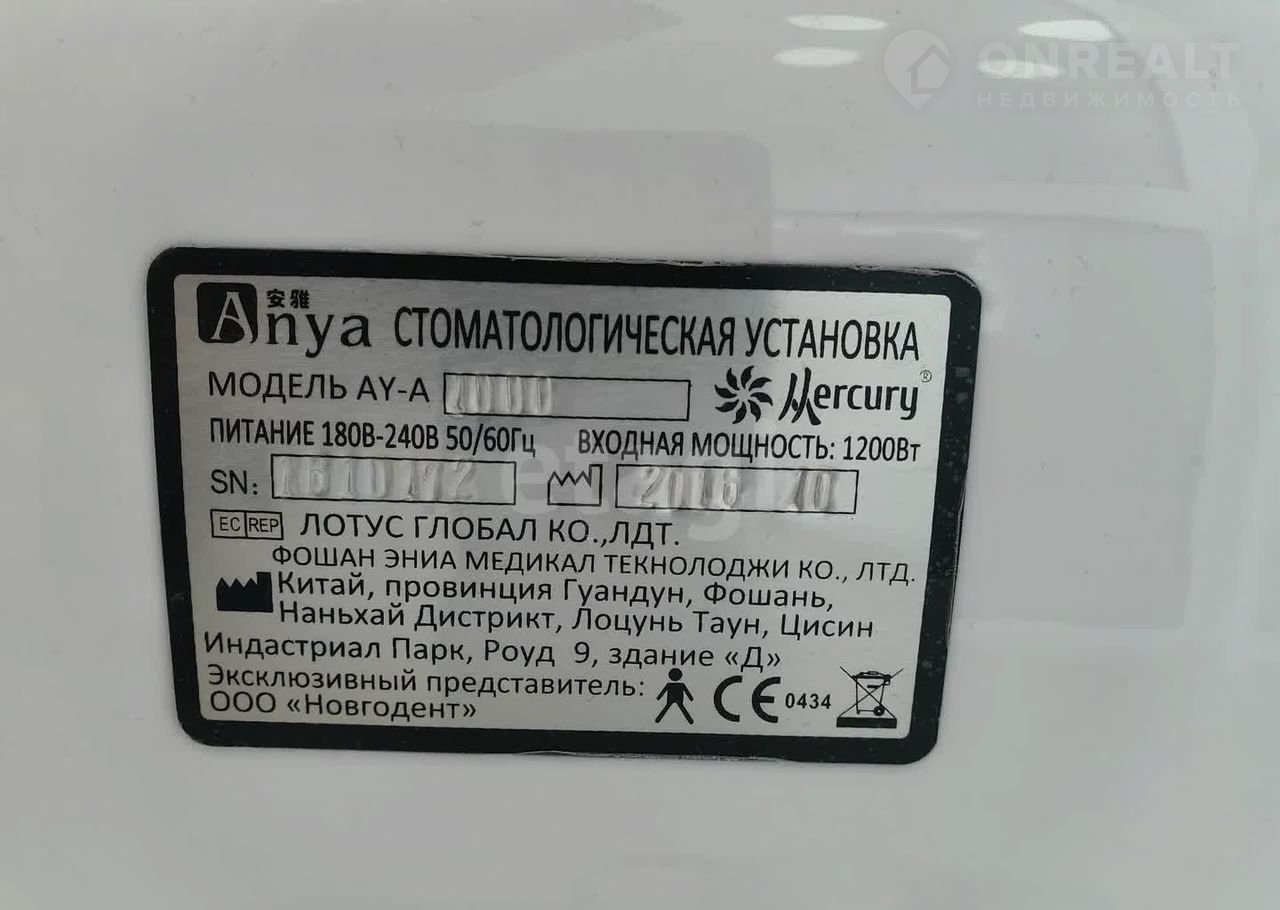 ONREALT
НЕДВИЖИМОСТЬ
安雅
Anya СТОМАТОЛОГИЧЕСКАЯ УСТАНОВКА
МОДЕЛЬ AY-A
Mercury®
ПИТАНИЕ 180В-240В 50/60Гц ВХОДНАЯ МОЩНОСТЬ: 1200Вт
SN: 2016 10
EC REP ЛОТУС ГЛОБАЛ КО.,ЛДТ.
ФОШАН ЭНИА МЕДИКАЛ ТЕКНОЛОДЖИ КО., ЛТД.
Китай, провинция Гуандун, Фошань,
Наньхай Дистрикт, Лоцунь Таун, Цисин
Индастриал Парк, Роуд 9, здание «Д»
Эксклюзивный представитель:
ООО «Новгодент»
CE 0434